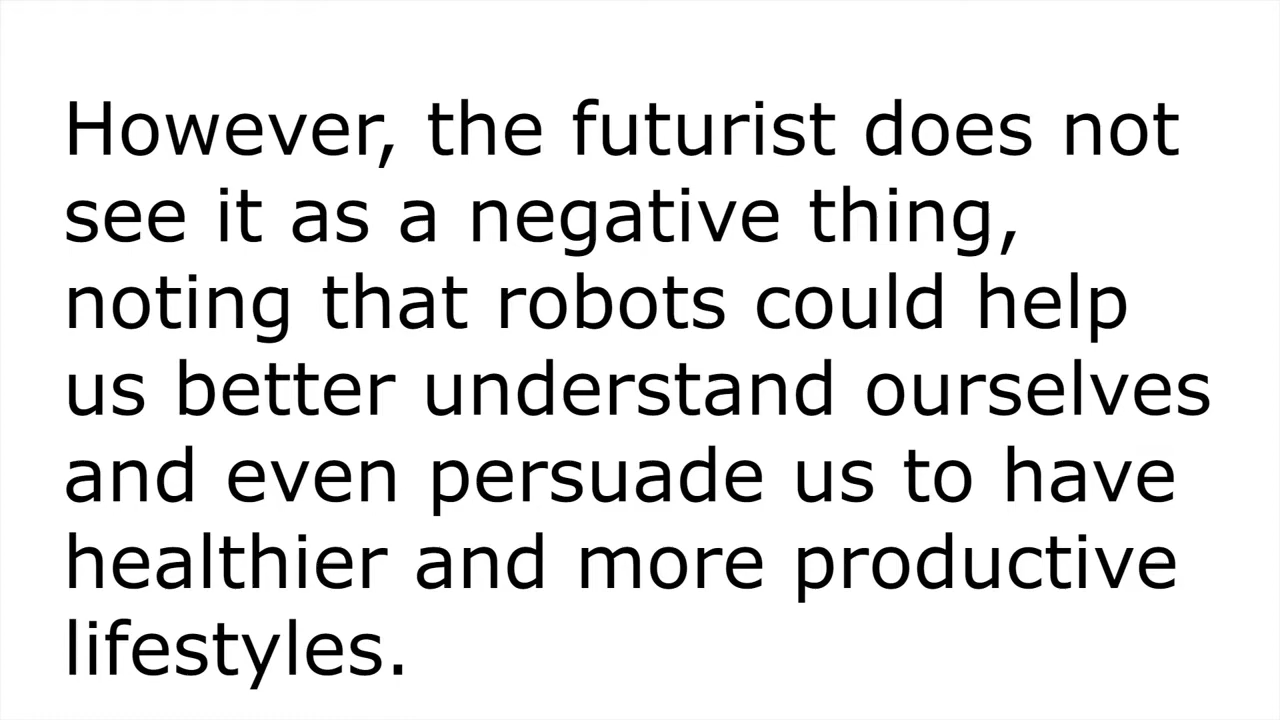 However, the futurist does not
see it as a negative thing,
noting that robots could help
us better understand ourselves
and even persuade us to have
healthier and more productive
lifestyles.